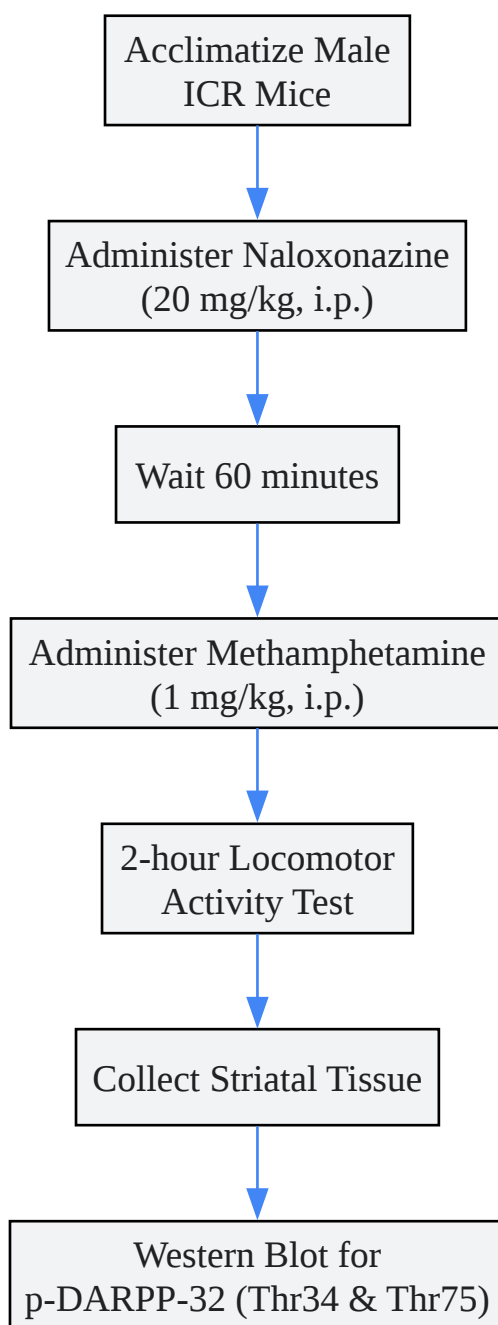 Acclimatize Male
ICR Mice
Administer Naloxonazine
(20 mg/kg, i.p.)
Wait 60 minutes
Administer Methamphetamine
(1 mg/kg, i.p.)
2-hour Locomotor
Activity Test
Collect Striatal Tissue
Western Blot for
p-DARPP-32 (Thr34 & Thr75)